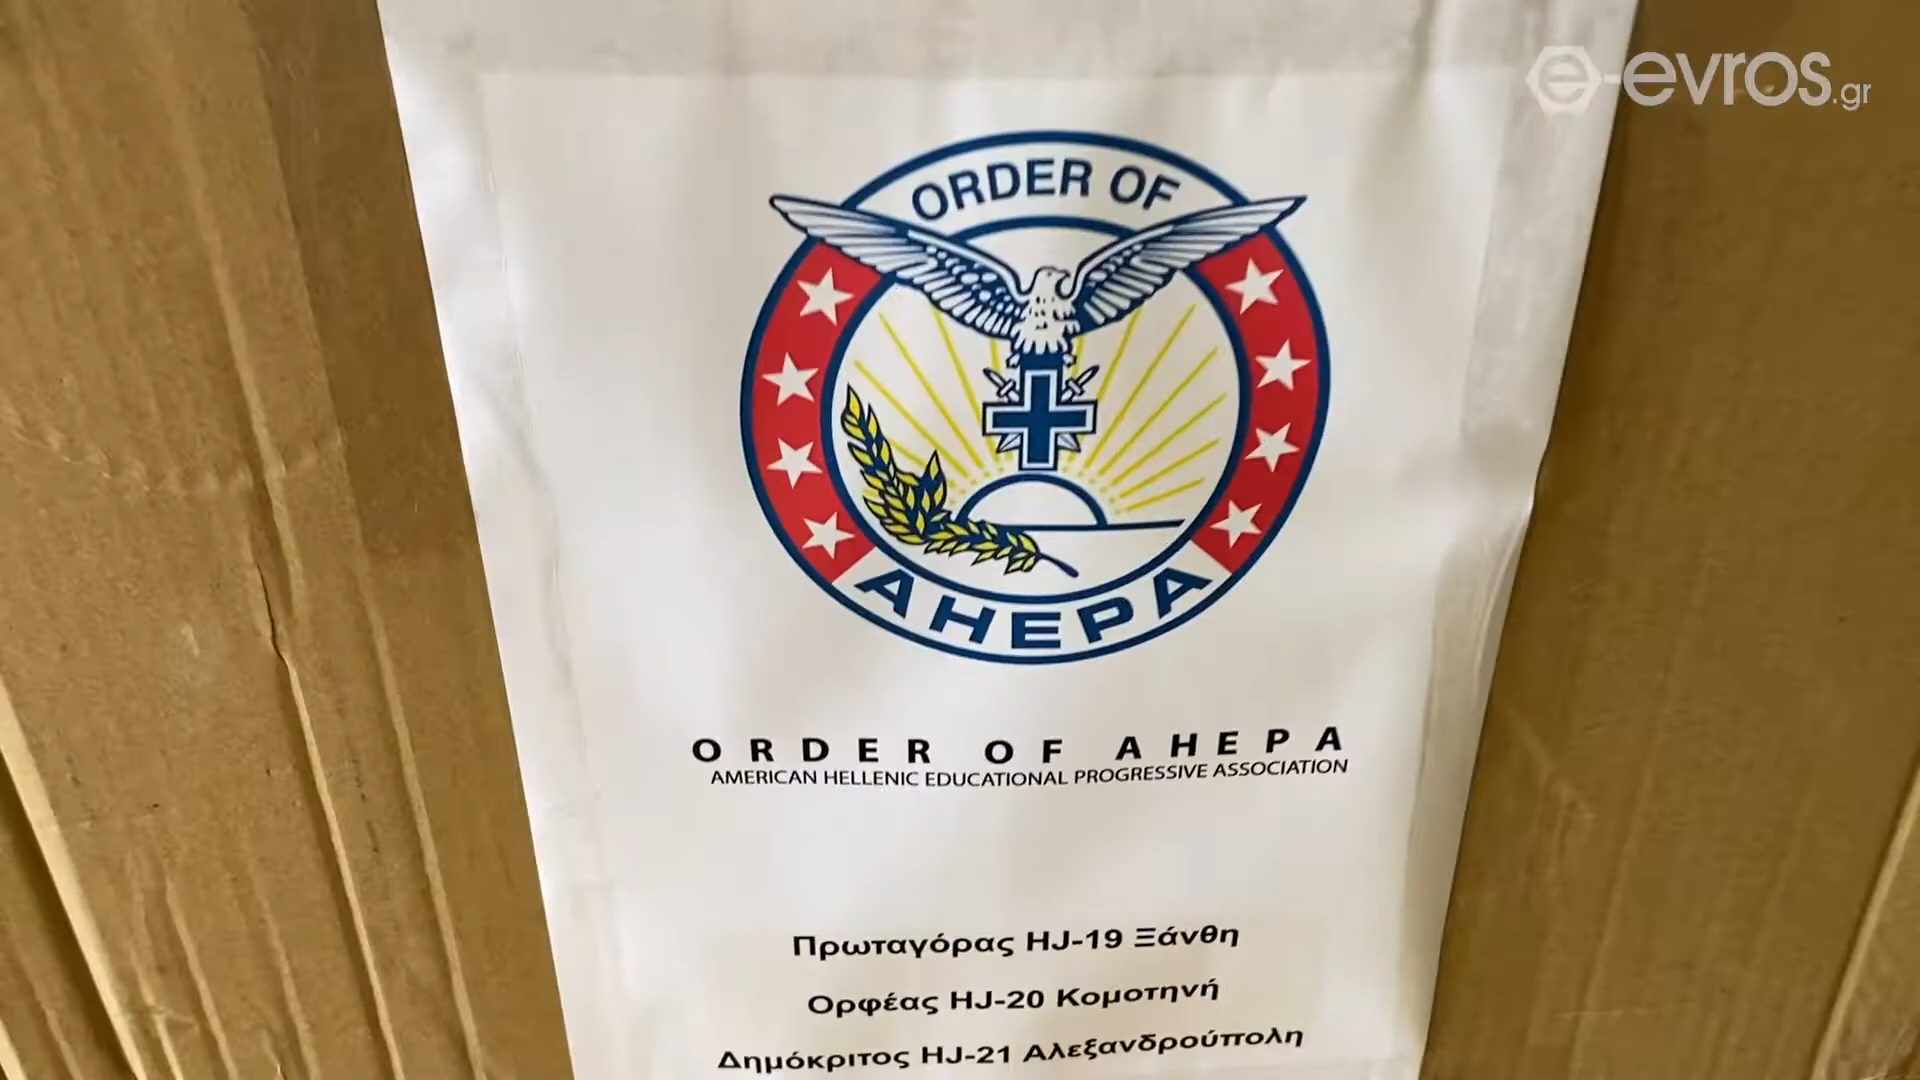 e-evros.gr
ORDER OF
AHEPA
ORDER OF AHEPA
AMERICAN HELLENIC EDUCATIONAL PROGRESSIVE ASSOCIATION
Πρωταγόρας HJ-19 Ξάνθη
Ορφέας HJ-20 Κομοτηνή
Δημόκριτος HJ-21 Αλεξανδρούπολη